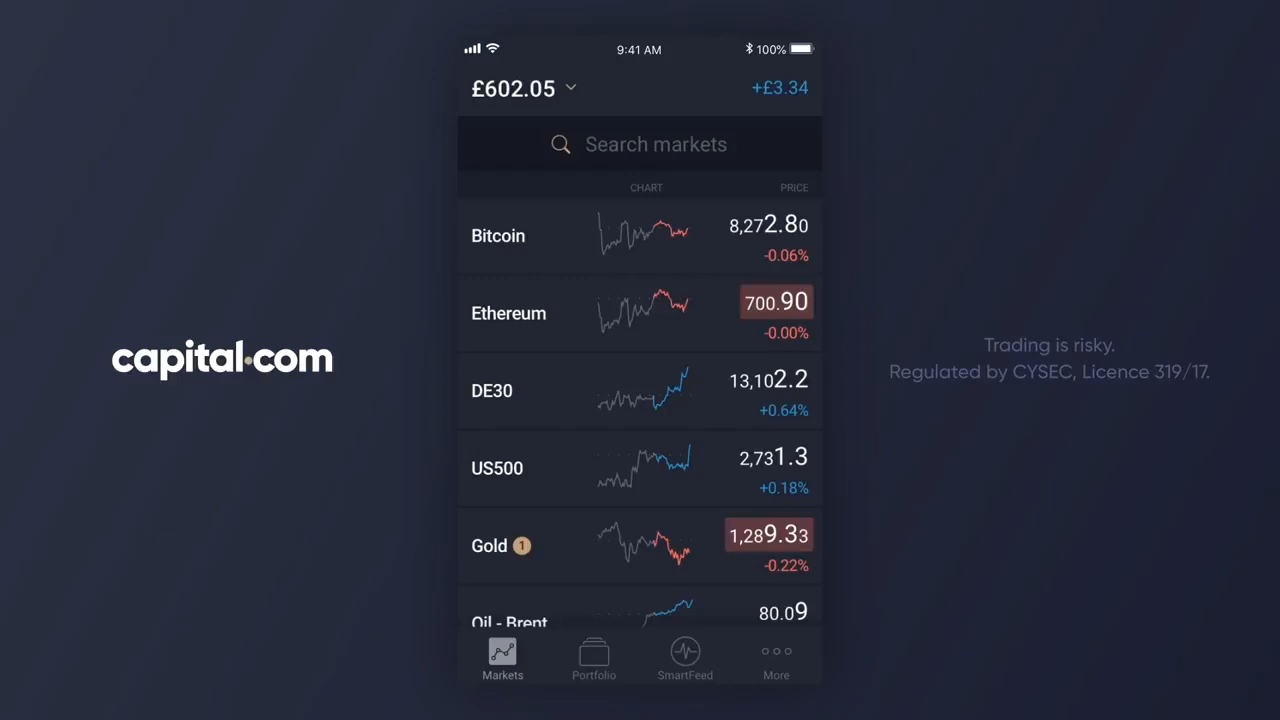 9:41 AM
100%
£602.05
+£3.34
Search markets
CHART PRICE
Bitcoin 8,272.80
-0.06%
Ethereum 700.90
-0.00%
DE30 13,102.2
+0.64%
US500 2,731.3
+0.18%
Gold 1 1,289.33
-0.22%
Oil - Brent 80.09
Markets Portfolio SmartFeed More
capital.com
Trading is risky.
Regulated by CYSEC, Licence 319/17.